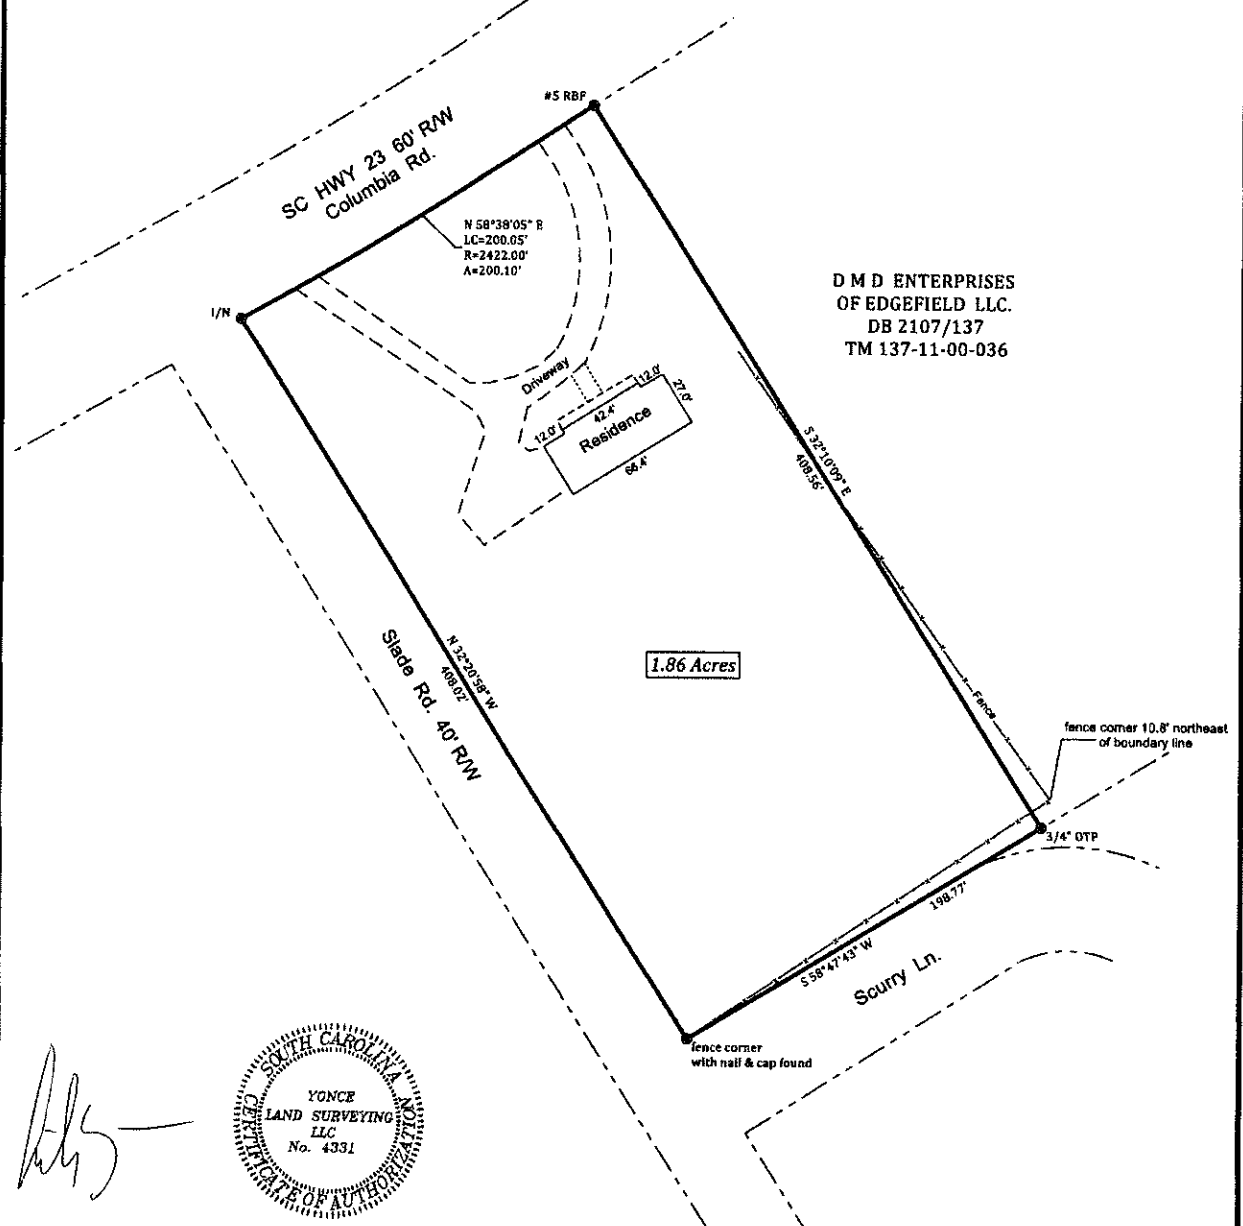 #5 RBF
SC HWY 23 60' R/W
Columbia Rd.
N 58°38'05" E
LC=200.05'
R=2422.00'
A=200.10'
1/N
D M D ENTERPRISES
OF EDGEFIELD LLC.
DB 2107/137
TM 137-11-00-036
Driveway
12.0'
42.4'
12.0'
27.0'
Residence
66.4'
S 32°10'09" E
408.56'
N 32°20'58" W
408.02'
Slade Rd. 40' R/W
1.86 Acres
Fence
fence corner 10.8' northeast
of boundary line
3/4" OTP
198.77'
S 58°47'43" W
Scurry Ln.
fence corner
with nail & cap found
SOUTH CAROLINA
YONCE
LAND SURVEYING
LLC
No. 4331
CERTIFICATE OF AUTHORIZATION